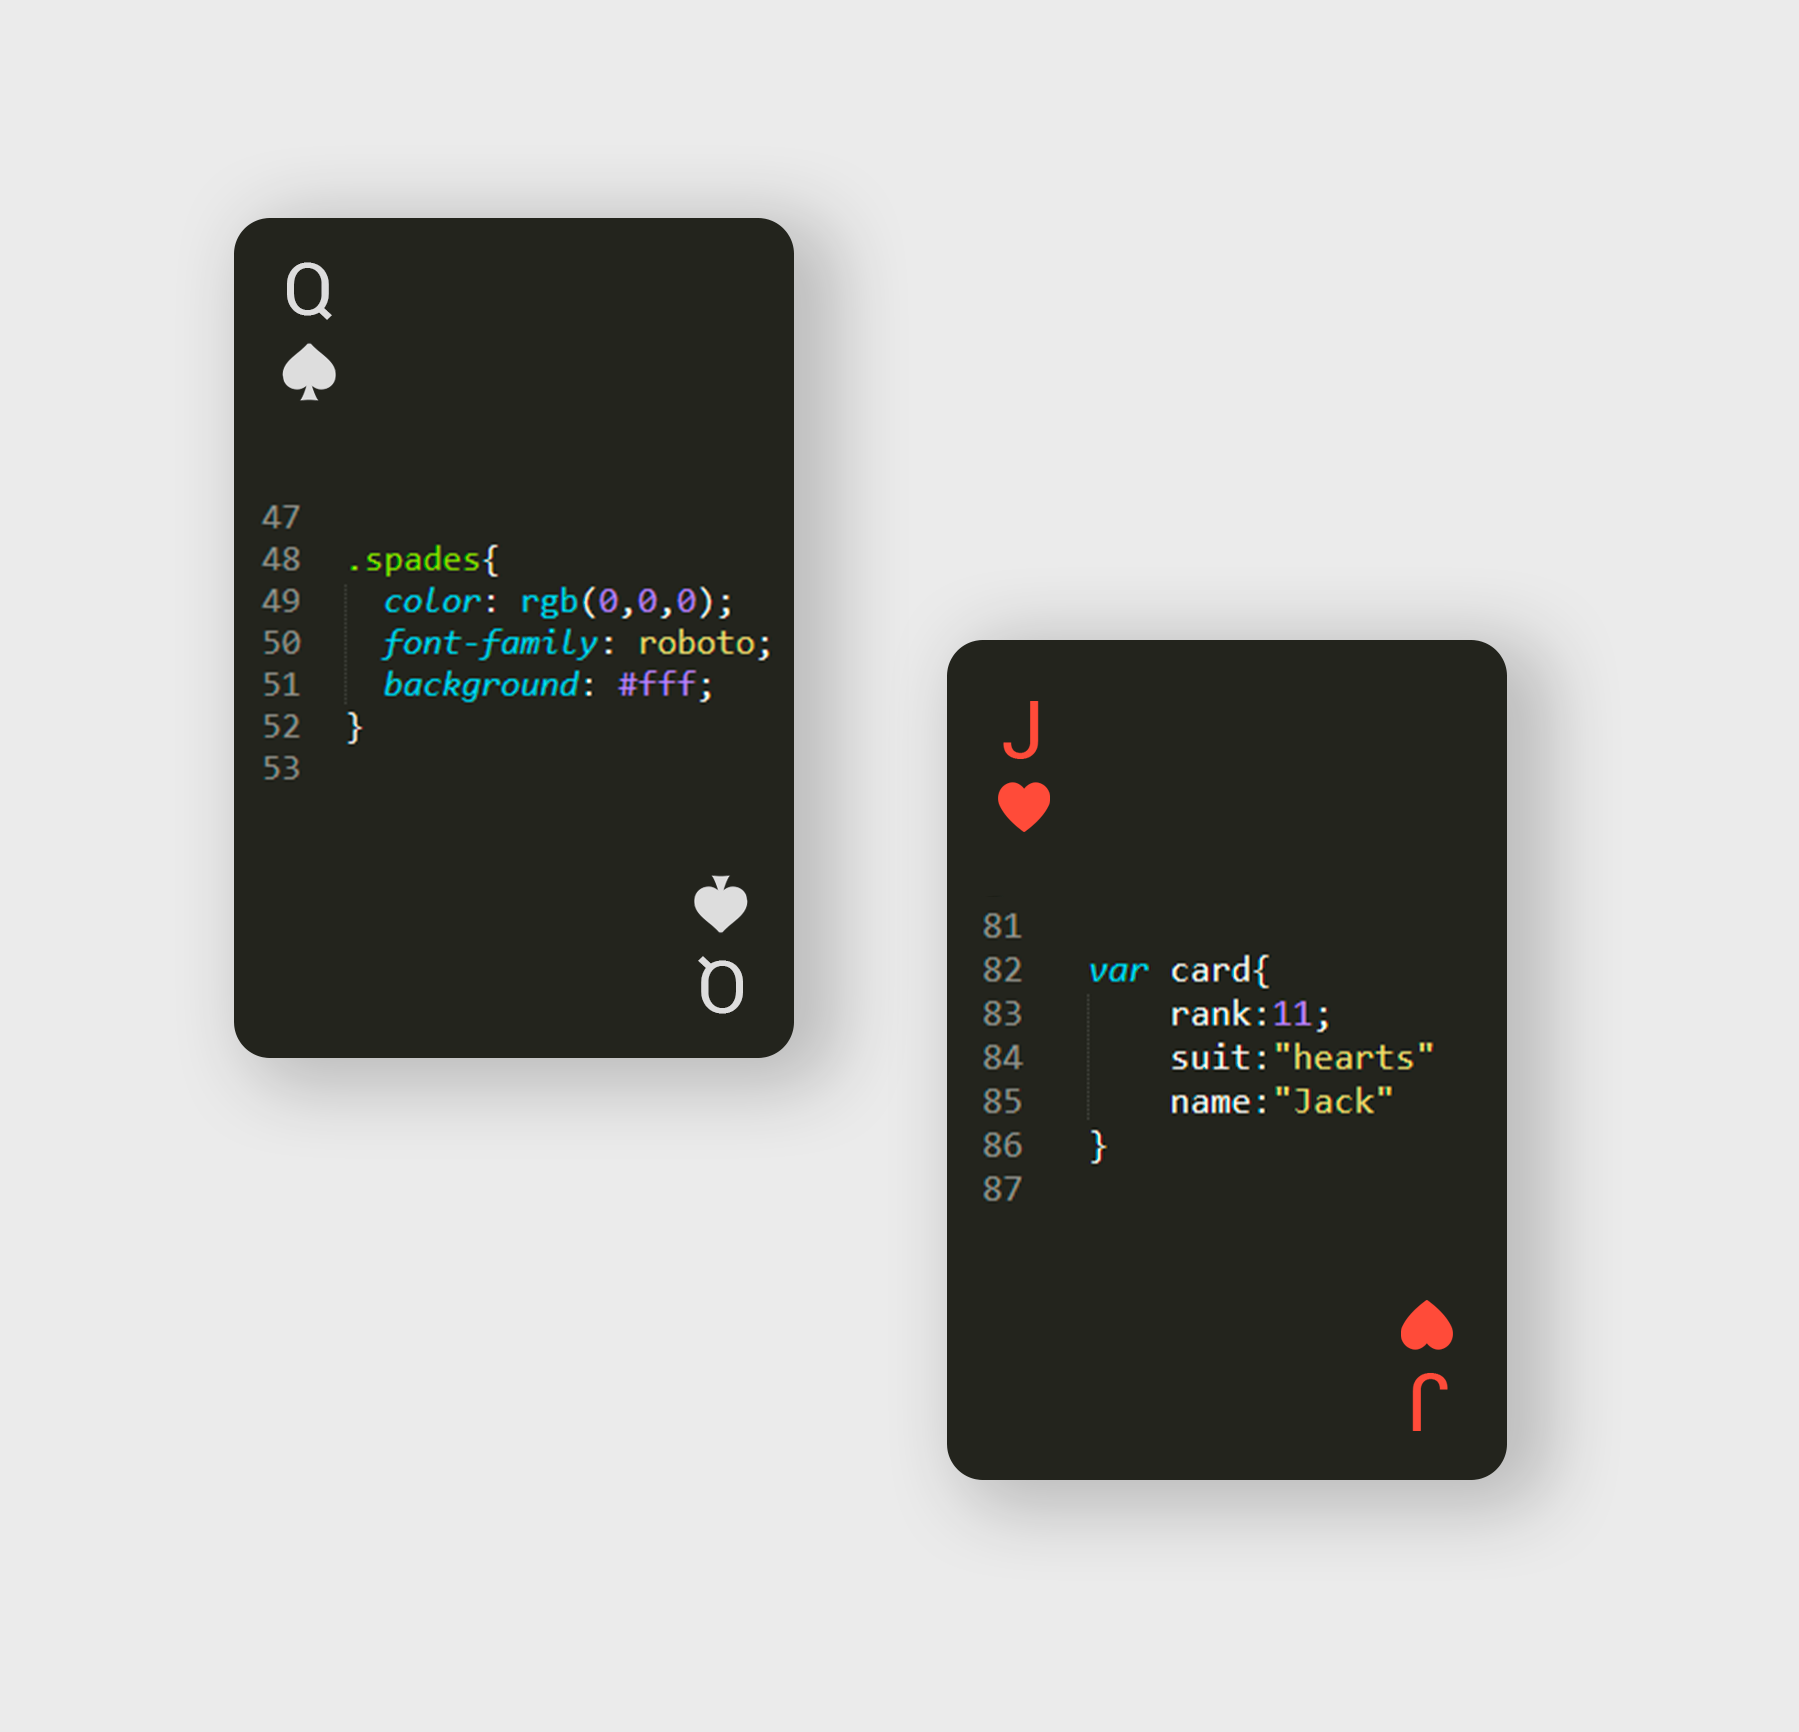 Q
47
48 .spades{
49 color: rgb(0,0,0);
50 font-family: roboto;
51 background: #fff;
52 }
53
Q
J
81
82 var card{
83 rank:11;
84 suit:"hearts"
85 name:"Jack"
86 }
87
J